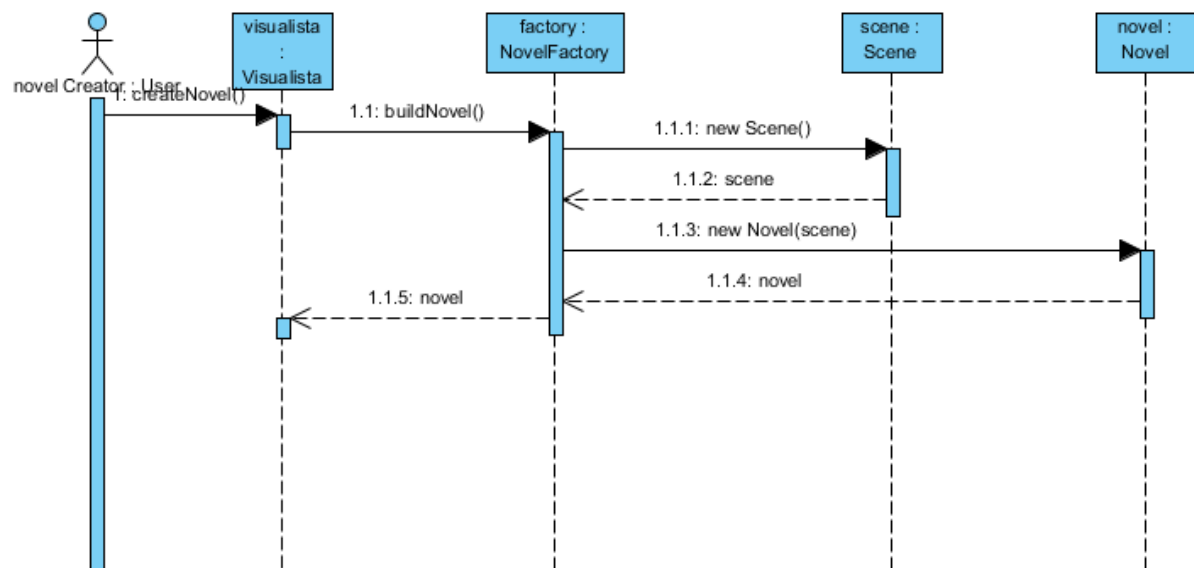 visualista
:
Visualista
factory :
NovelFactory
scene :
Scene
novel :
Novel
novel Creator : User
1: createNovel()
1.1: buildNovel()
1.1.1: new Scene()
1.1.2: scene
1.1.3: new Novel(scene)
1.1.4: novel
1.1.5: novel